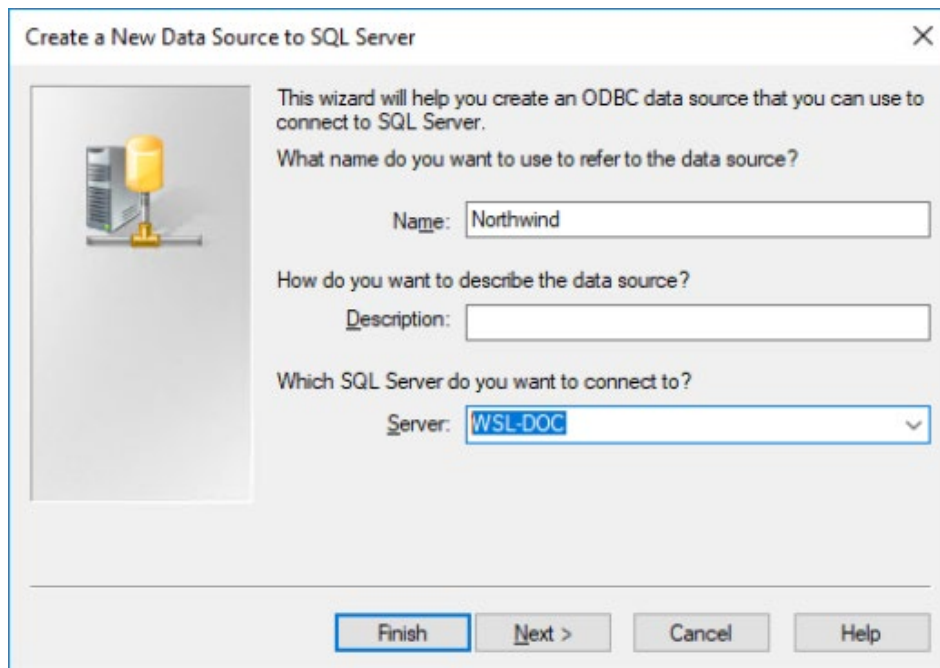 Create a New Data Source to SQL Server
This wizard will help you create an ODBC data source that you can use to
connect to SQL Server.
What name do you want to use to refer to the data source?
Name: Northwind
How do you want to describe the data source?
Description:
Which SQL Server do you want to connect to?
Server: WSL-DOC
Finish Next > Cancel Help